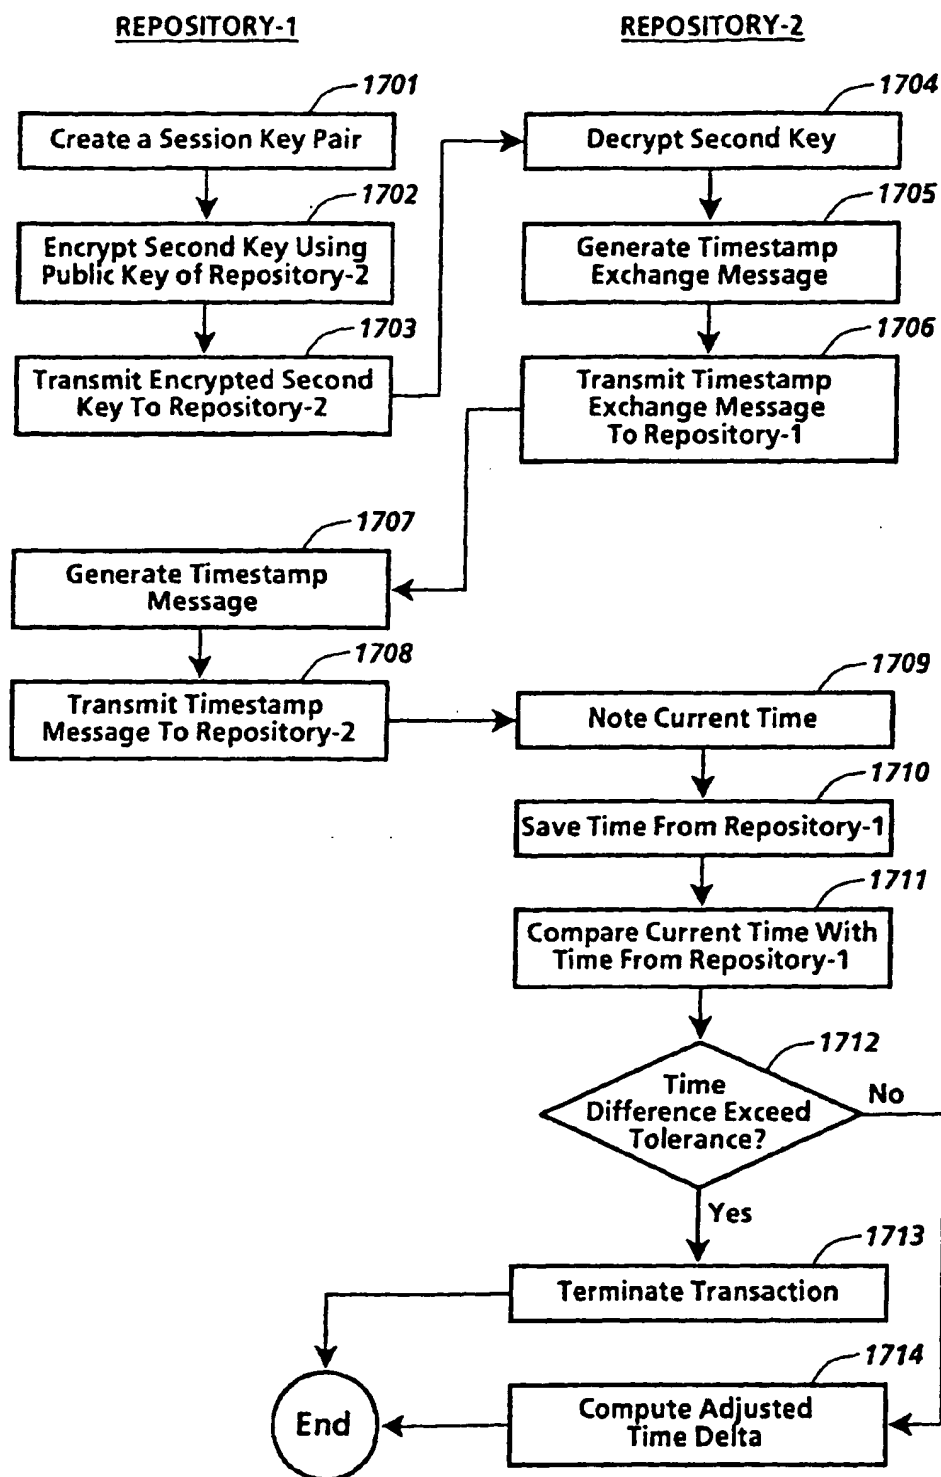 REPOSITORY-1
REPOSITORY-2
1701
Create a Session Key Pair
1702
Encrypt Second Key Using
Public Key of Repository-2
1703
Transmit Encrypted Second
Key To Repository-2
1704
Decrypt Second Key
1705
Generate Timestamp
Exchange Message
1706
Transmit Timestamp
Exchange Message
To Repository-1
1707
Generate Timestamp
Message
1708
Transmit Timestamp
Message To Repository-2
1709
Note Current Time
1710
Save Time From Repository-1
1711
Compare Current Time With
Time From Repository-1
1712
Time
Difference Exceed
Tolerance?
No
Yes
1713
Terminate Transaction
1714
Compute Adjusted
Time Delta
End